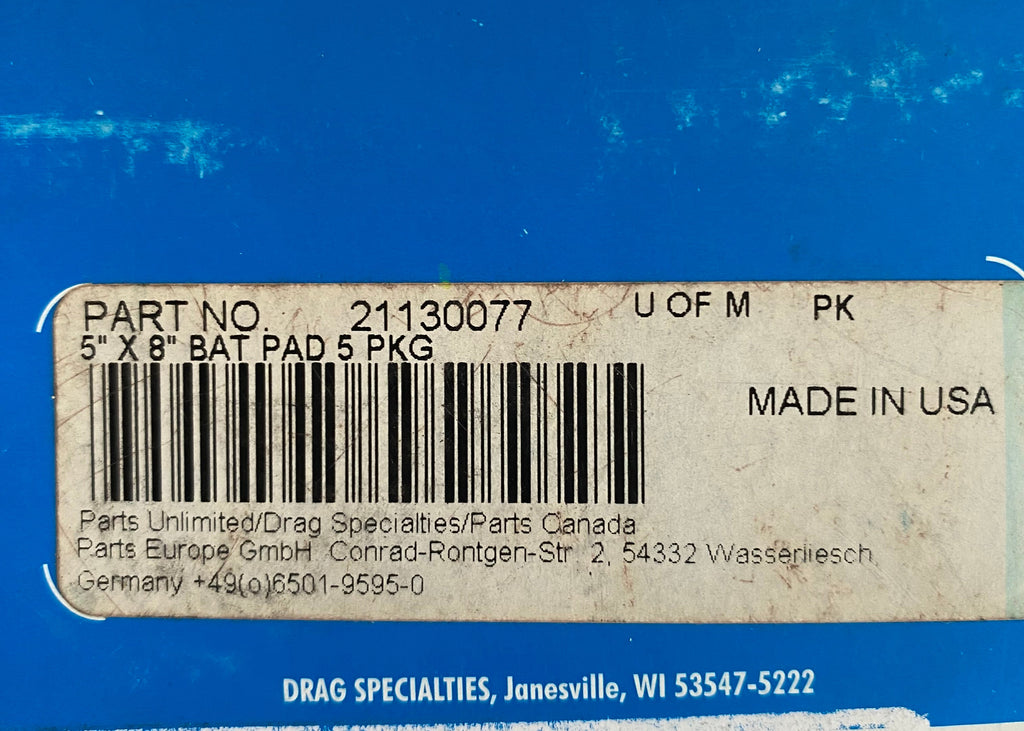 PART NO. 21130077 U OF M PK
5" X 8" BAT PAD 5 PKG
MADE IN USA
Parts Unlimited/Drag Specialties/Parts Canada
Parts Europe GmbH Conrad-Rontgen-Str 2, 54332 Wasserliesch
Germany +49(0)6501-9595-0
DRAG SPECIALTIES, Janesville, WI 53547-5222